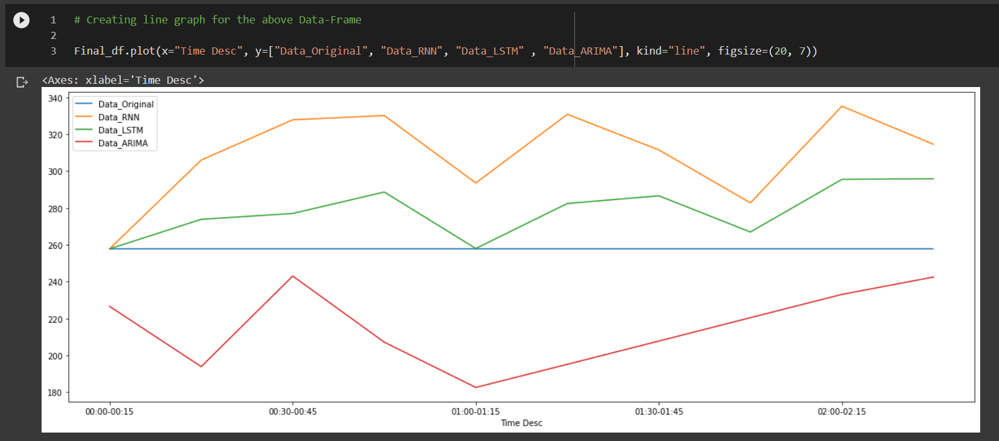 1 # Creating line graph for the above Data-Frame
2
3 Final_df.plot(x="Time Desc", y=["Data_Original", "Data_RNN", "Data_LSTM" , "Data_ARIMA"], kind="line", figsize=(20, 7))
<Axes: xlabel='Time Desc'>
Data_Original
Data_RNN
Data_LSTM
Data_ARIMA
340
320
300
280
260
240
220
200
180
00:00-00:15 00:30-00:45 01:00-01:15 01:30-01:45 02:00-02:15
Time Desc